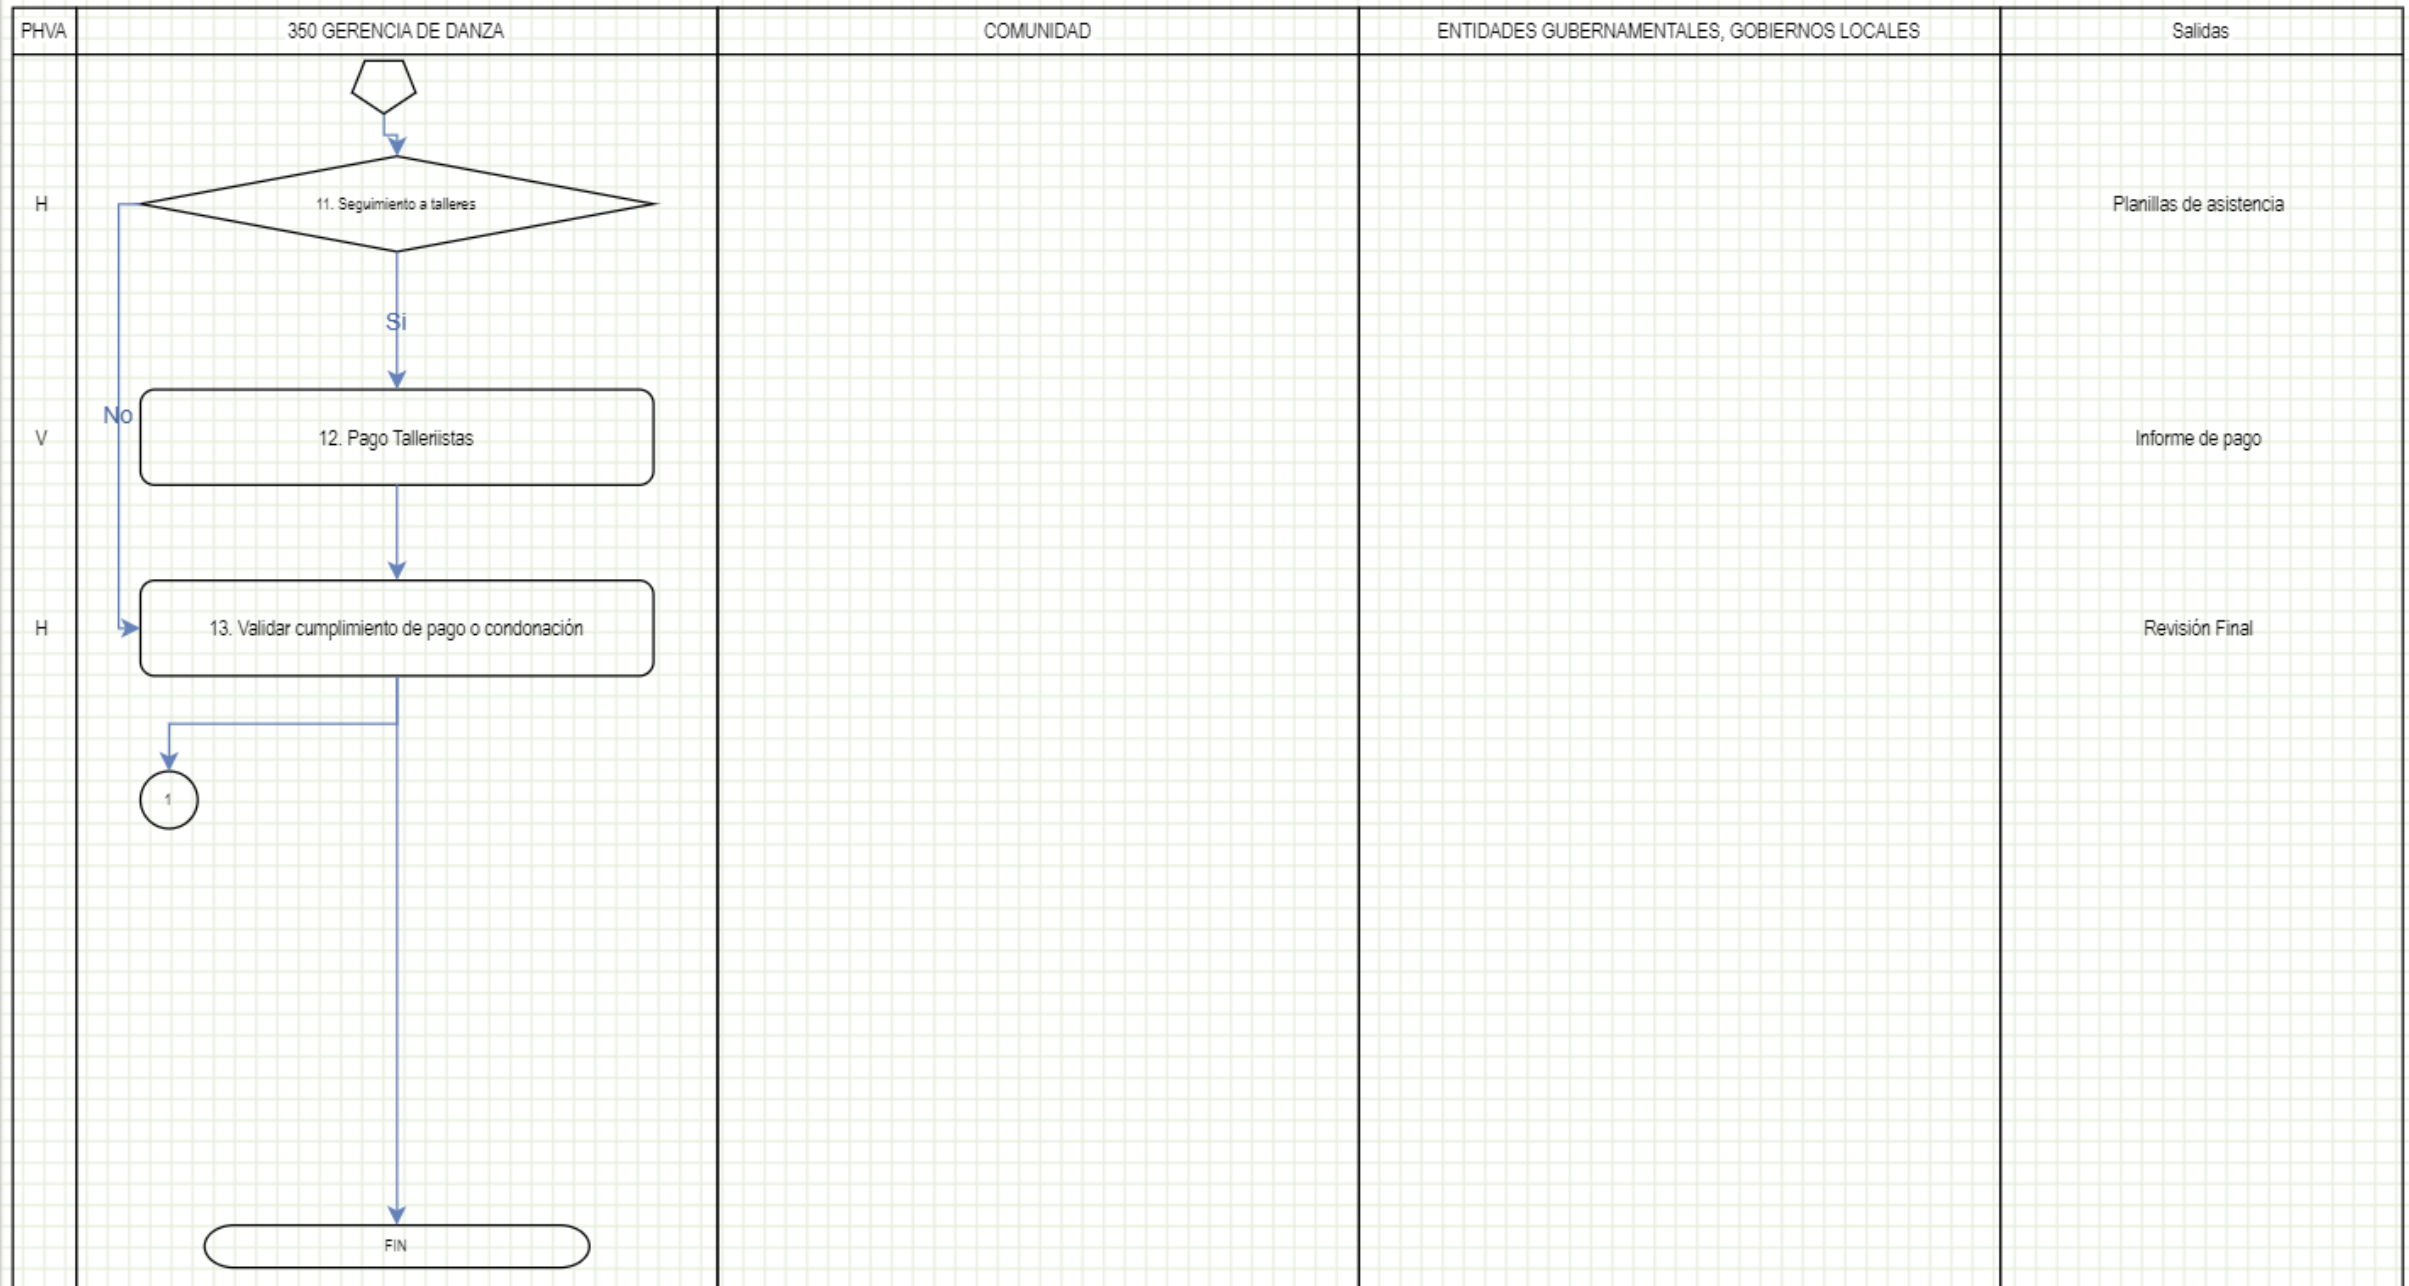 PHVA
350 GERENCIA DE DANZA
COMUNIDAD
ENTIDADES GUBERNAMENTALES, GOBIERNOS LOCALES
Salidas
H
11. Seguimiento a talleres
Planillas de asistencia
Si
No
V
12. Pago Talleriistas
Informe de pago
H
13. Validar cumplimiento de pago o condonación
Revisión Final
1
FIN